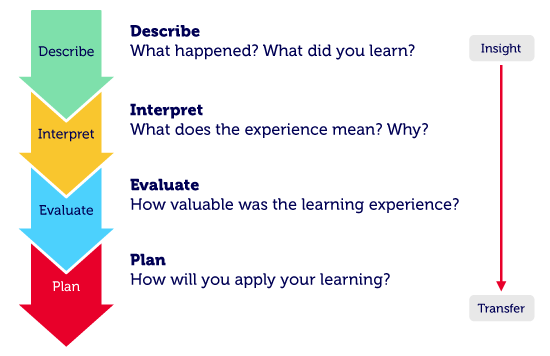 Describe
Describe
What happened? What did you learn?
Insight
Interpret
Interpret
What does the experience mean? Why?
Evaluate
Evaluate
How valuable was the learning experience?
Plan
Plan
How will you apply your learning?
Transfer